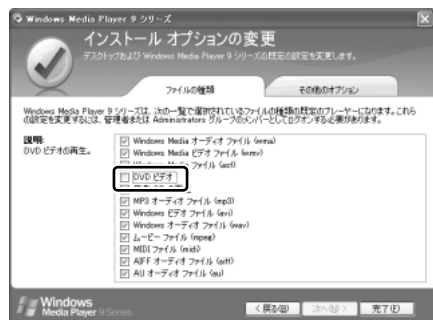 Windows Media Player 9 シリーズ
インストール オプションの変更
デスクトップおよび Windows Media Player 9 シリーズの既定の設定を変更します。
ファイルの種類
その他のオプション
Windows Media Player 9 シリーズは、次の一覧で選択されているファイルの種類の既定のプレーヤーになります。これら
の設定を変更するには、管理者または Administrators グループのメンバーとしてログオンする必要があります。
説明:
DVD ビデオの再生。
Windows Media オーディオ ファイル (wma)
Windows Media ビデオ ファイル (wmv)
Windows Media ファイル (asf)
DVD ビデオ
MP3 オーディオ ファイル (mp3)
Windows ビデオ ファイル (avi)
Windows オーディオ ファイル (wav)
ムービー ファイル (mpeg)
MIDI ファイル (midi)
AIFF オーディオ ファイル (aiff)
AU オーディオ ファイル (au)
Windows
Media Player 9 Series
< 戻る(B)
次へ(N) >
完了(F)